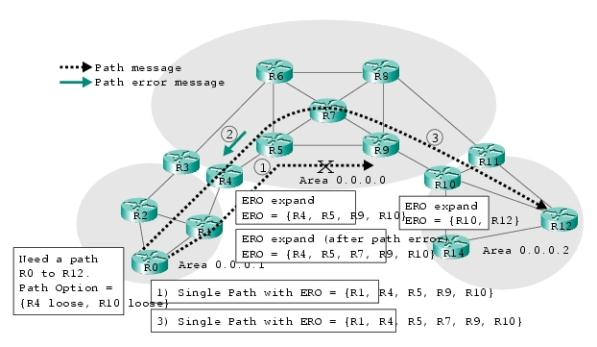 Path message
Path error message
R6
R8
R7
2
3
R5
R9
R3
1
X
R11
R4
Area 0.0.0.0
R10
R2
ERO expand
ERO = {R4, R5, R9, R10}
ERO expand
ERO = {R10, R12}
R1
R12
ERO expand (after path error)
ERO = {R4, R5, R7, R9, R10}
R14
Area 0.0.0.2
Need a path
R0 to R12.
Path Option =
{R4 loose, R10 loose}
R0
Area 0.0.0.1
1) Single Path with ERO = {R1, R4, R5, R9, R10}
3) Single Path with ERO = {R1, R4, R5, R7, R9, R10}